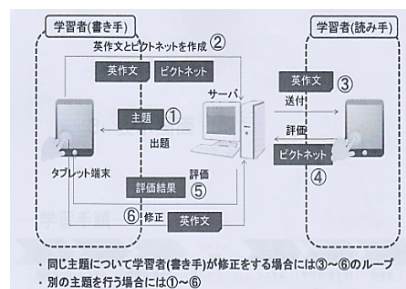 学習者(書き手)
学習者(読み手)
英作文とピクトネットを作成 ②
英作文 ピクトネット
サーバ
英作文 ③
送付
主題 ①
出題
評価
ピクトネット
④
タブレット端末
評価
評価結果 ⑤
⑥ 修正 英作文
・同じ主題について学習者(書き手)が修正をする場合には③～⑥のループ
・別の主題を行う場合には①～⑥